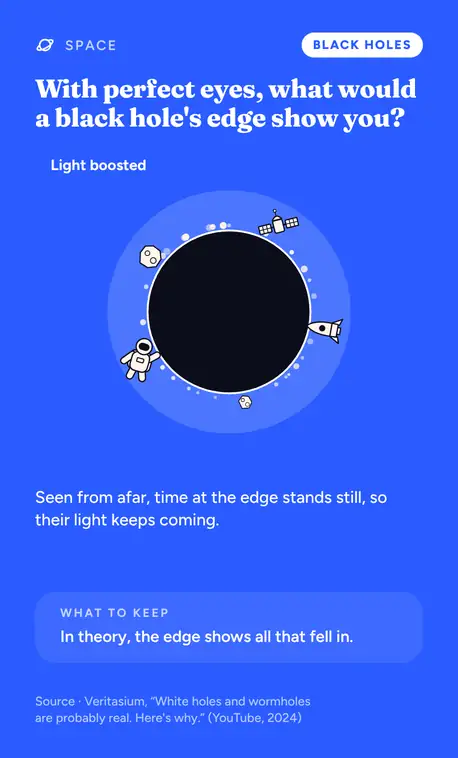 SPACE
BLACK HOLES
With perfect eyes, what would
a black hole's edge show you?
Light boosted
Seen from afar, time at the edge stands still, so
their light keeps coming.
WHAT TO KEEP
In theory, the edge shows all that fell in.
Source · Veritasium, “White holes and wormholes
are probably real. Here's why.” (YouTube, 2024)